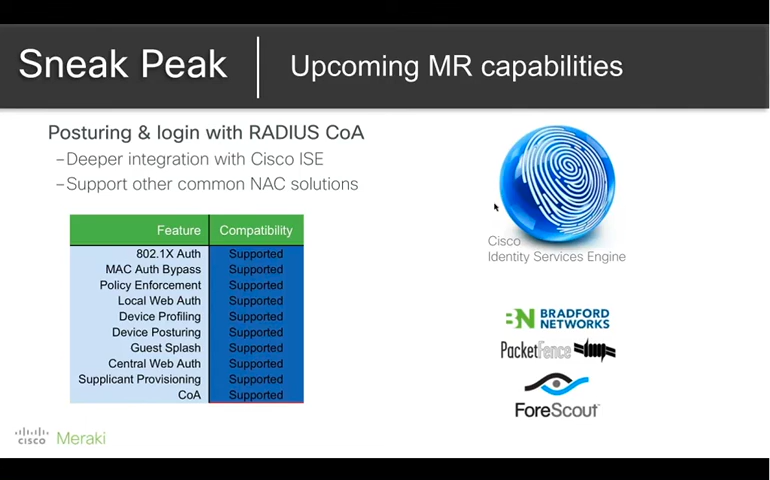 Sneak Peak
Upcoming MR capabilities
Posturing & login with RADIUS CoA
–Deeper integration with Cisco ISE
–Support other common NAC solutions
Feature Compatibility
802.1X Auth Supported
MAC Auth Bypass Supported
Policy Enforcement Supported
Local Web Auth Supported
Device Profiling Supported
Device Posturing Supported
Guest Splash Supported
Central Web Auth Supported
Supplicant Provisioning Supported
CoA Supported
Cisco
Identity Services Engine
BN BRADFORD
NETWORKS
PacketFence
ForeScout
cisco Meraki